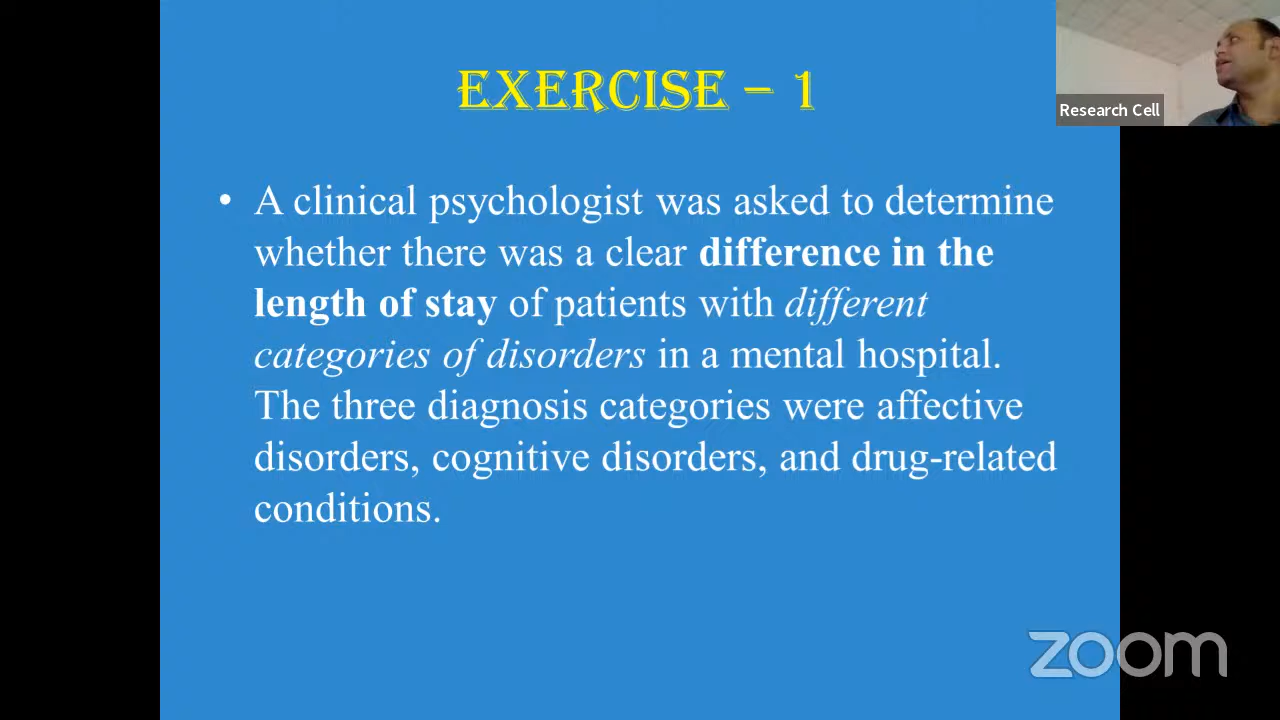 EXERCISE – 1
Research Cell
• A clinical psychologist was asked to determine
whether there was a clear difference in the
length of stay of patients with different
categories of disorders in a mental hospital.
The three diagnosis categories were affective
disorders, cognitive disorders, and drug-related
conditions.
zoom